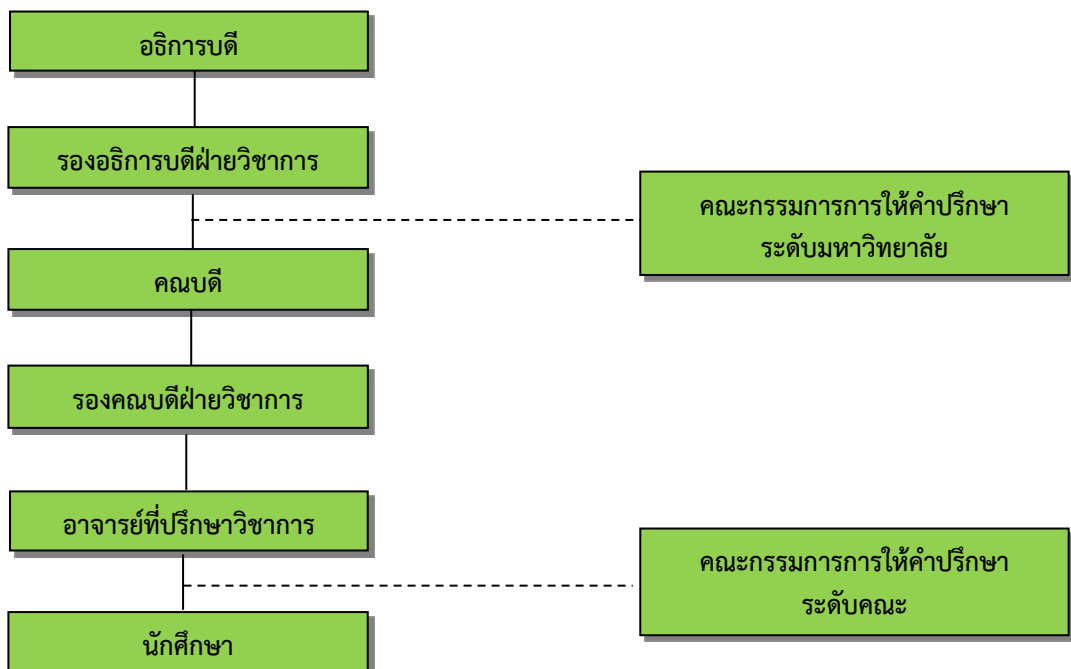 อธิการบดี
รองอธิการบดีฝ่ายวิชาการ
คณะกรรมการการให้คำปรึกษา
ระดับมหาวิทยาลัย
คณบดี
รองคณบดีฝ่ายวิชาการ
อาจารย์ที่ปรึกษาวิชาการ
คณะกรรมการการให้คำปรึกษา
ระดับคณะ
นักศึกษา